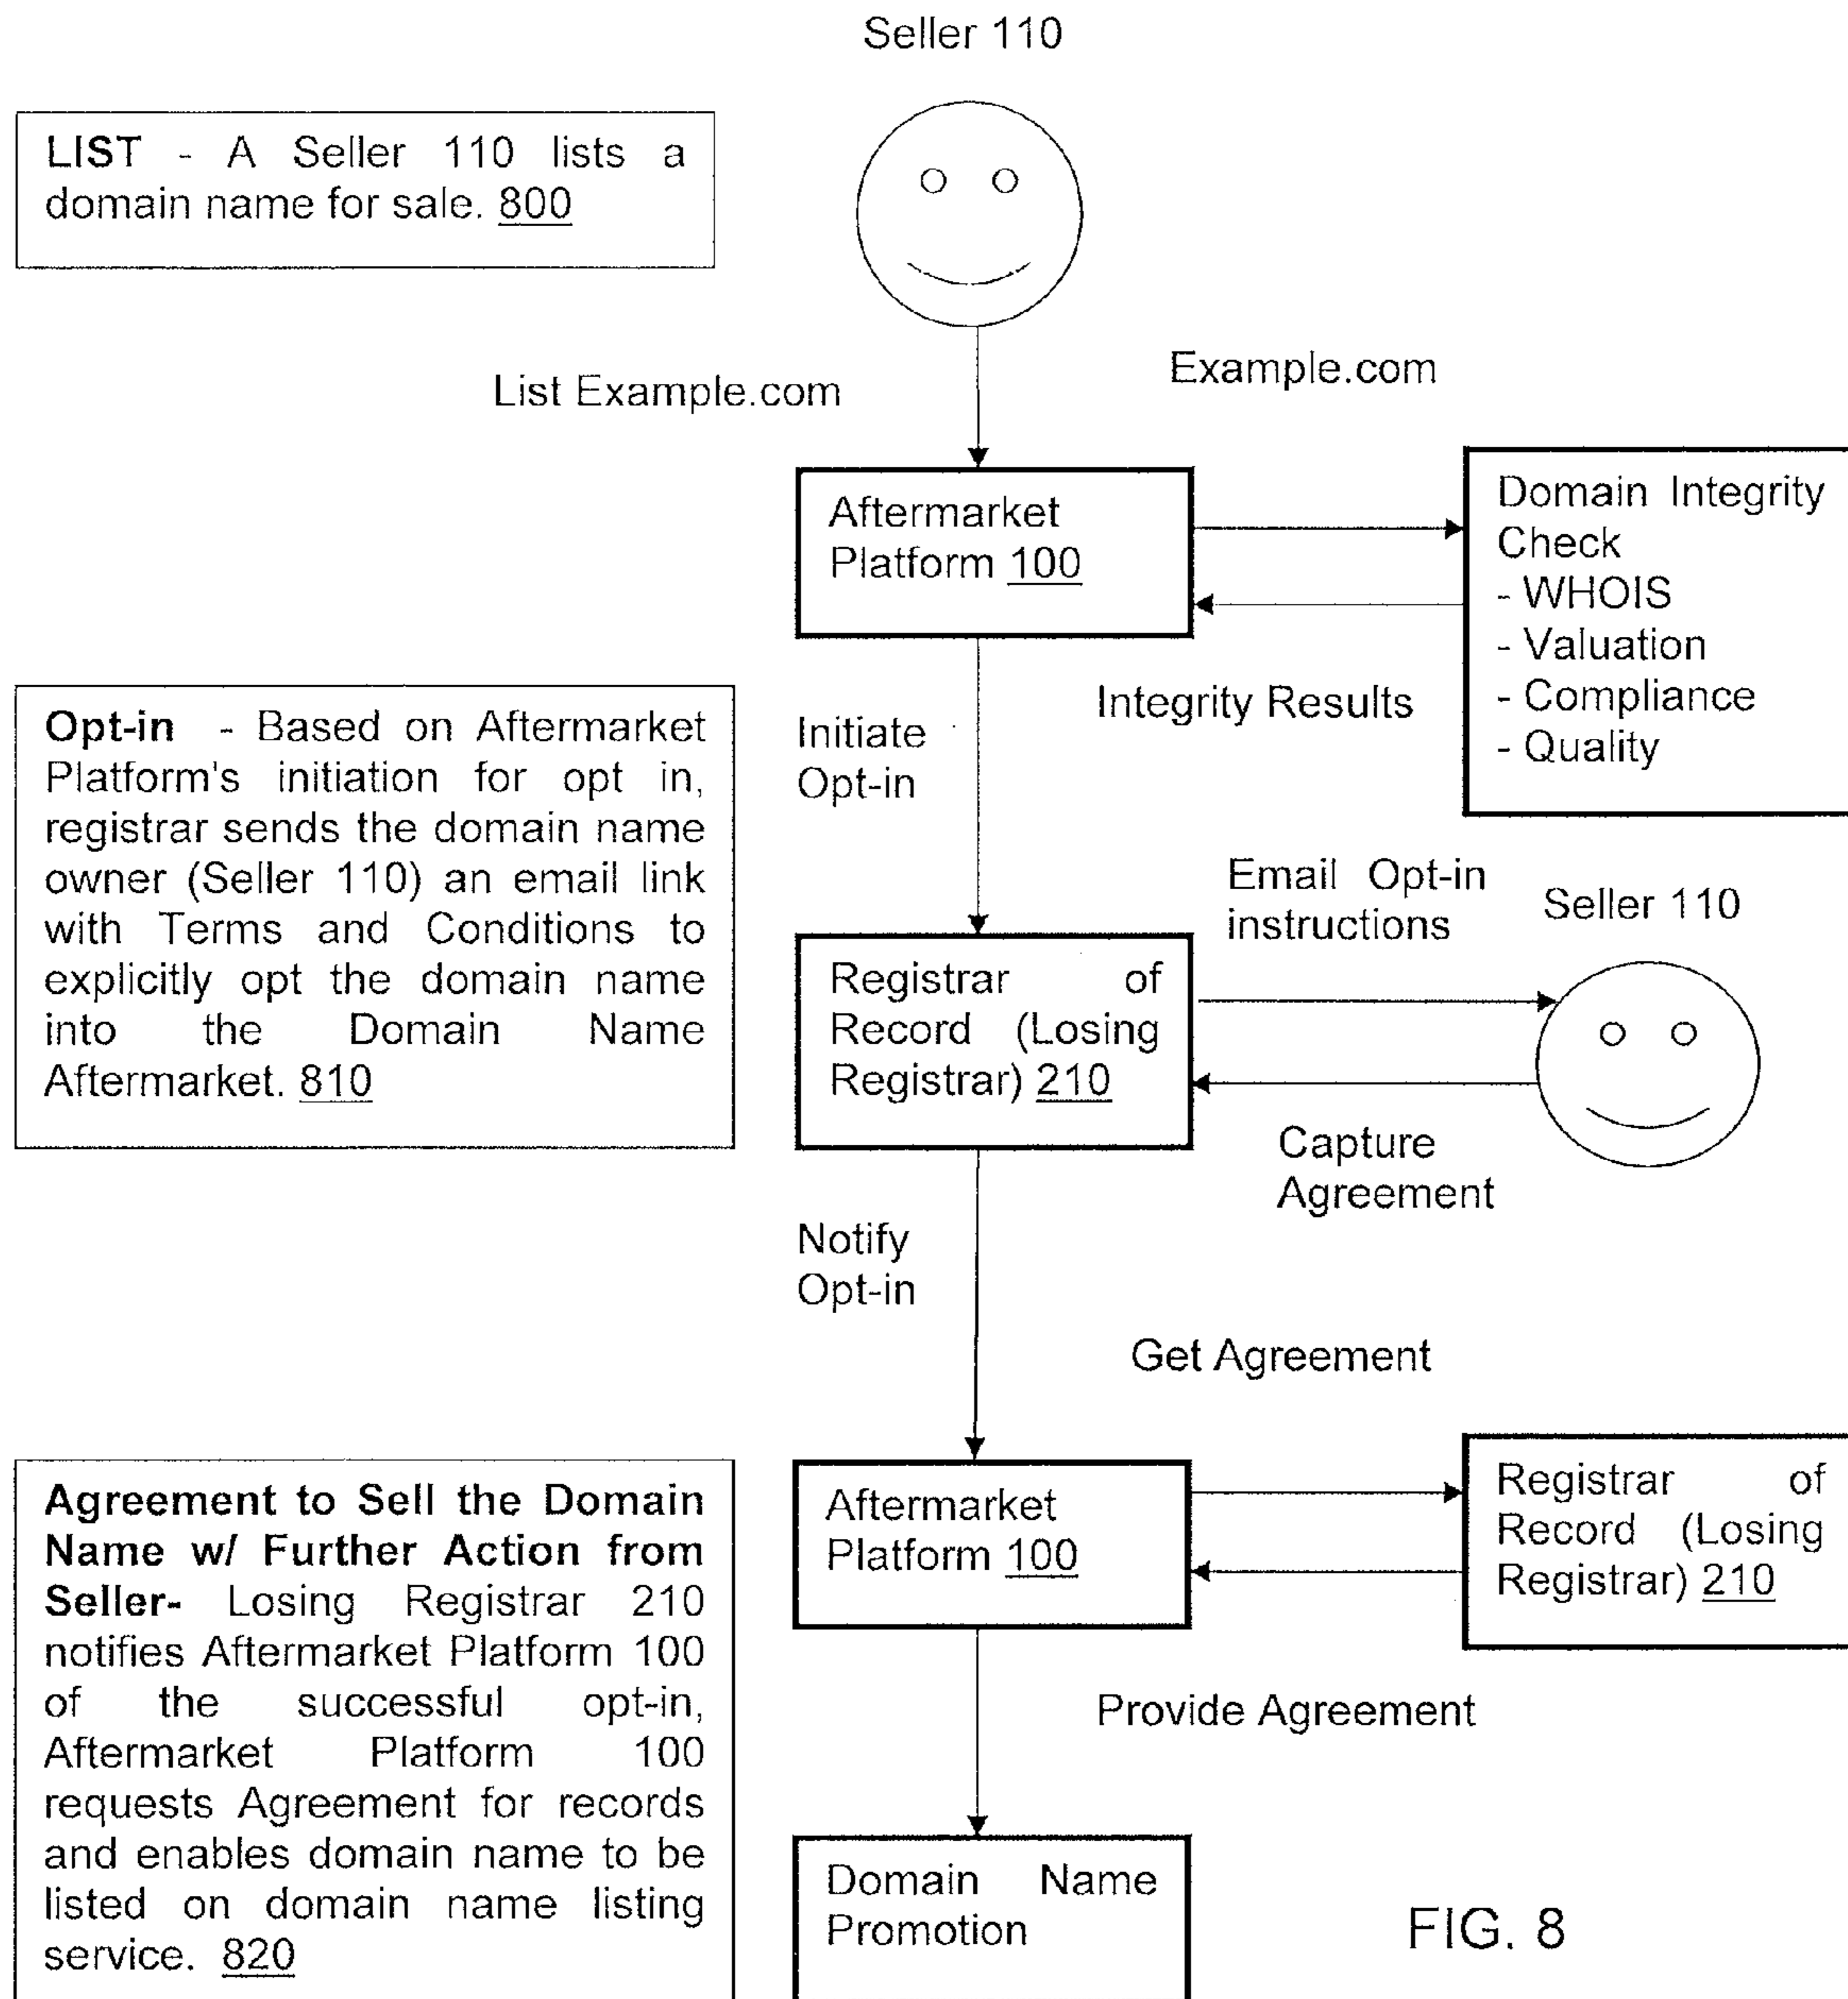 Seller 110
LIST - A Seller 110 lists a
domain name for sale. 800
List Example.com
Example.com
Aftermarket
Platform 100
Domain Integrity
Check
- WHOIS
- Valuation
- Compliance
- Quality
Integrity Results
Initiate
Opt-in
Opt-in - Based on Aftermarket
Platform's initiation for opt in,
registrar sends the domain name
owner (Seller 110) an email link
with Terms and Conditions to
explicitly opt the domain name
into the Domain Name
Aftermarket. 810
Registrar of
Record (Losing
Registrar) 210
Email Opt-in
instructions
Seller 110
Capture
Agreement
Notify
Opt-in
Get Agreement
Agreement to Sell the Domain
Name w/ Further Action from
Seller- Losing Registrar 210
notifies Aftermarket Platform 100
of the successful opt-in,
Aftermarket Platform 100
requests Agreement for records
and enables domain name to be
listed on domain name listing
service. 820
Aftermarket
Platform 100
Registrar of
Record (Losing
Registrar) 210
Provide Agreement
Domain Name
Promotion
FIG. 8